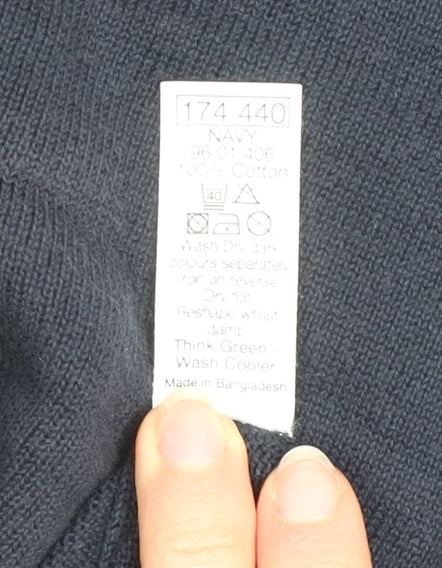 174 440
NAVY
96 01 406
100% Cotton
40
Wash Dry dark
colours separately
Iron on reverse
Dry flat
Reshape whilst
damp
Think Green -
Wash Cooler
Made in Bangladesh